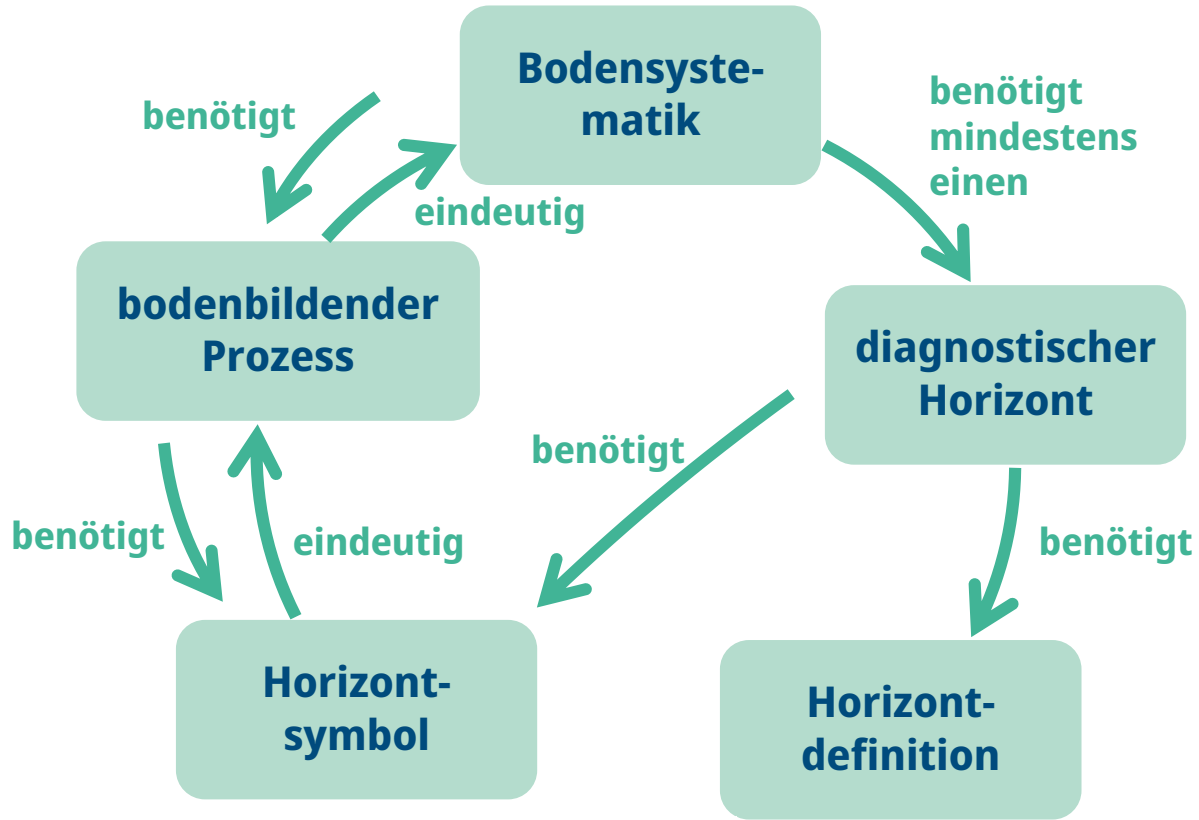 Bodensyste-
matik
benötigt
benötigt
mindestens
einen
eindeutig
bodenbildender
Prozess
diagnostischer
Horizont
benötigt
benötigt
eindeutig
benötigt
Horizont-
symbol
Horizont-
definition